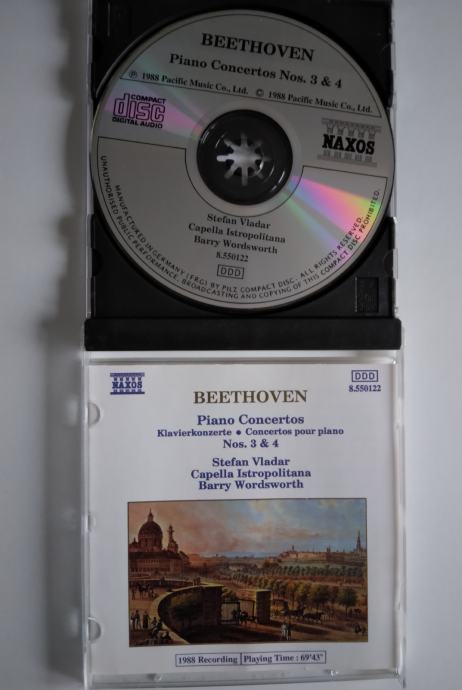 BEETHOVEN
Piano Concertos Nos. 3 & 4
℗ 1988 Pacific Music Co., Ltd. © 1988 Pacific Music Co., Ltd.
COMPACT
disc
DIGITAL AUDIO
NAXOS
Stefan Vladar
Capella Istropolitana
Barry Wordsworth
8.550122
DDD
MANUFACTURED IN GERMANY (FRG) BY PILZ COMPACT DISC. ALL RIGHTS RESERVED.
UNAUTHORISED PUBLIC PERFORMANCE, BROADCASTING AND COPYING OF THIS COMPACT DISC PROHIBITED.
NAXOS
DDD
8.550122
BEETHOVEN
Piano Concertos
Klavierkonzerte • Concertos pour piano
Nos. 3 & 4
Stefan Vladar
Capella Istropolitana
Barry Wordsworth
1988 Recording Playing Time : 69'43"